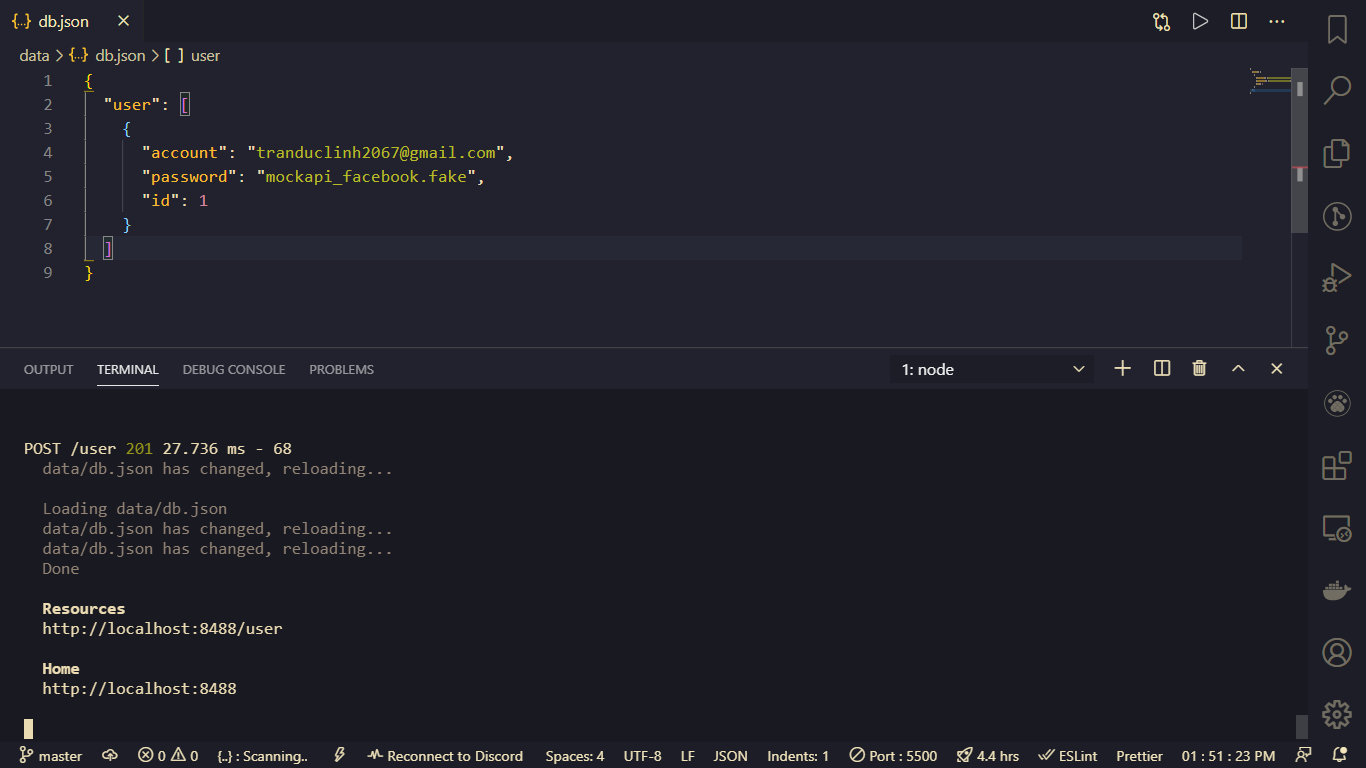 {..} db.json ×
data > {..} db.json > [ ] user
1 {
2 "user": [
3 {
4 "account": "tranduclinh2067@gmail.com",
5 "password": "mockapi_facebook.fake",
6 "id": 1
7 }
8 ]
9 }
OUTPUT TERMINAL DEBUG CONSOLE PROBLEMS 1: node
POST /user 201 27.736 ms - 68
data/db.json has changed, reloading...
Loading data/db.json
data/db.json has changed, reloading...
data/db.json has changed, reloading...
Done
Resources
http://localhost:8488/user
Home
http://localhost:8488
master 0 0 {..} : Scanning.. Reconnect to Discord Spaces: 4 UTF-8 LF JSON Indents: 1 Port : 5500 4.4 hrs ESLint Prettier 01 : 51 : 23 PM